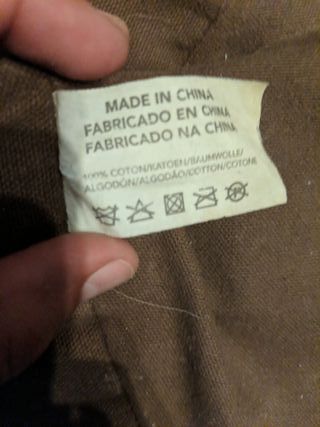 MADE IN CHINA
FABRICADO EN CHINA
FABRICADO NA CHINA
100% COTON/KATOEN/BAUMWOLLE/
ALGODÓN/ALGODÃO/COTTON/COTONE